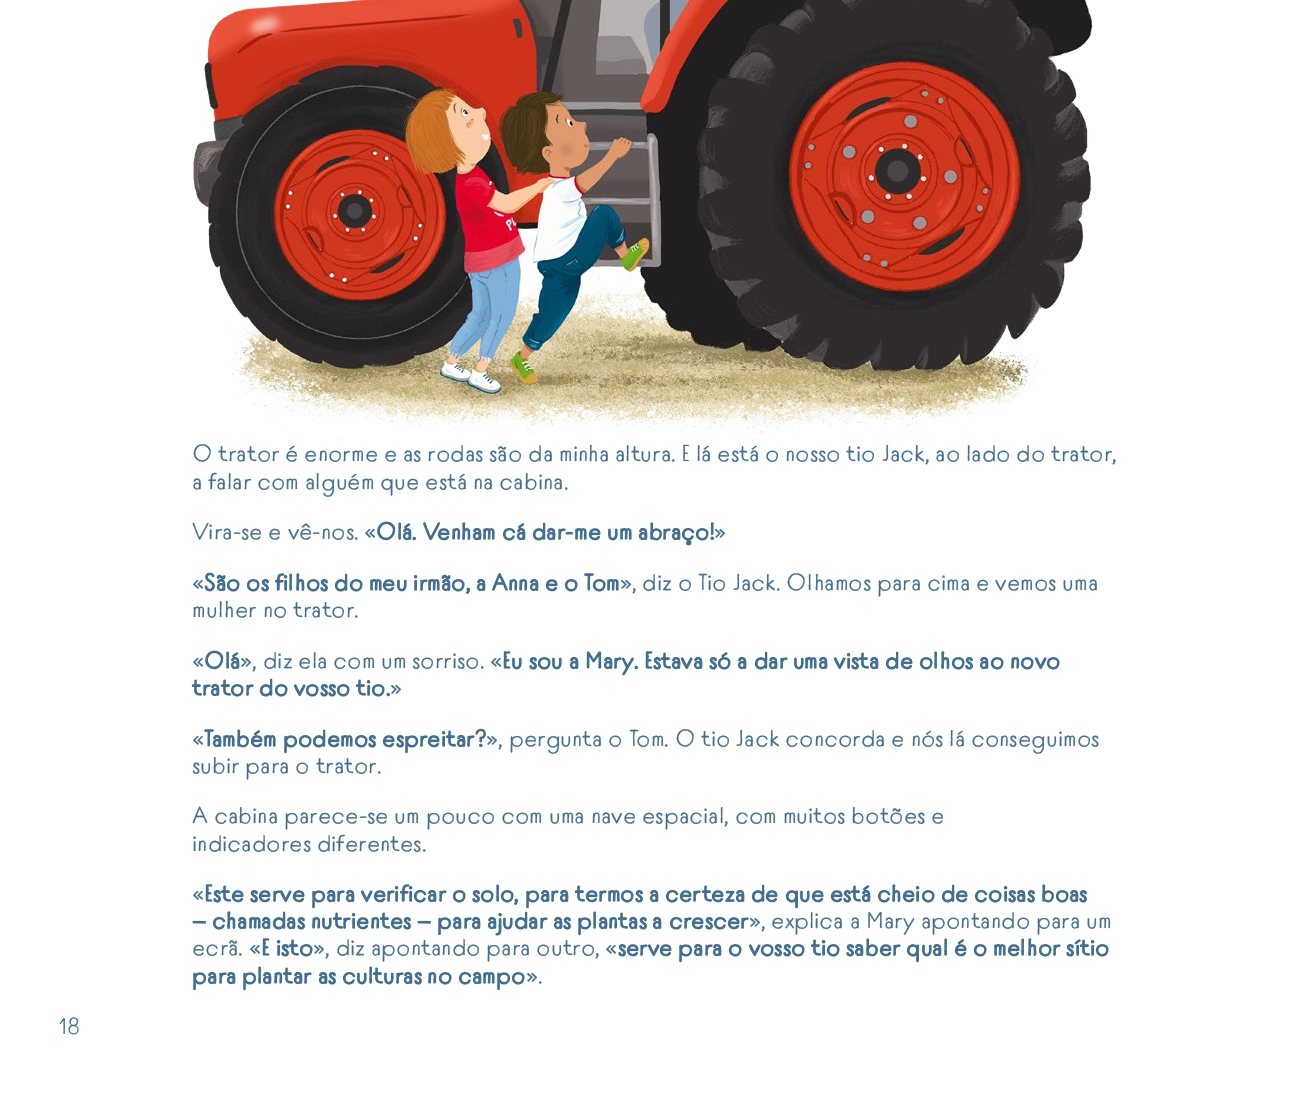 O trator é enorme e as rodas são da minha altura. E lá está o nosso tio Jack, ao lado do trator,
a falar com alguém que está na cabina.
Vira-se e vê-nos. «Olá. Venham cá dar-me um abraço!»
«São os filhos do meu irmão, a Anna e o Tom», diz o Tio Jack. Olhamos para cima e vemos uma
mulher no trator.
«Olá», diz ela com um sorriso. «Eu sou a Mary. Estava só a dar uma vista de olhos ao novo
trator do vosso tio.»
«Também podemos espreitar?», pergunta o Tom. O tio Jack concorda e nós lá conseguimos
subir para o trator.
A cabina parece-se um pouco com uma nave espacial, com muitos botões e
indicadores diferentes.
«Este serve para verificar o solo, para termos a certeza de que está cheio de coisas boas
– chamadas nutrientes – para ajudar as plantas a crescer», explica a Mary apontando para um
ecrã. «E isto», diz apontando para outro, «serve para o vosso tio saber qual é o melhor sítio
para plantar as culturas no campo».
18